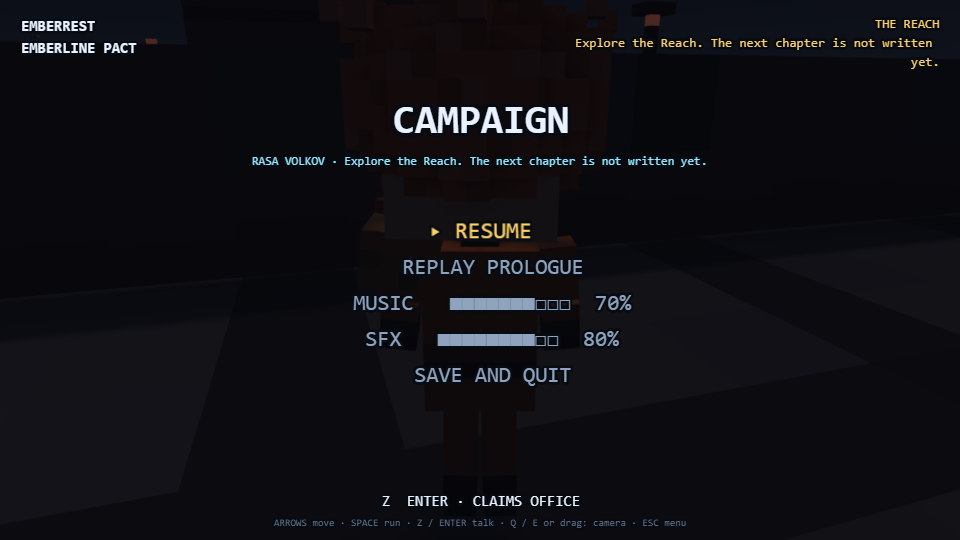 EMBERREST
EMBERLINE PACT
THE REACH
Explore the Reach. The next chapter is not written
yet.
CAMPAIGN
RASA VOLKOV · Explore the Reach. The next chapter is not written yet.
▸ RESUME
REPLAY PROLOGUE
MUSIC ■■■■■■■□□□ 70%
SFX ■■■■■■■■□□ 80%
SAVE AND QUIT
Z ENTER · CLAIMS OFFICE
ARROWS move · SPACE run · Z / ENTER talk · Q / E or drag: camera · ESC menu